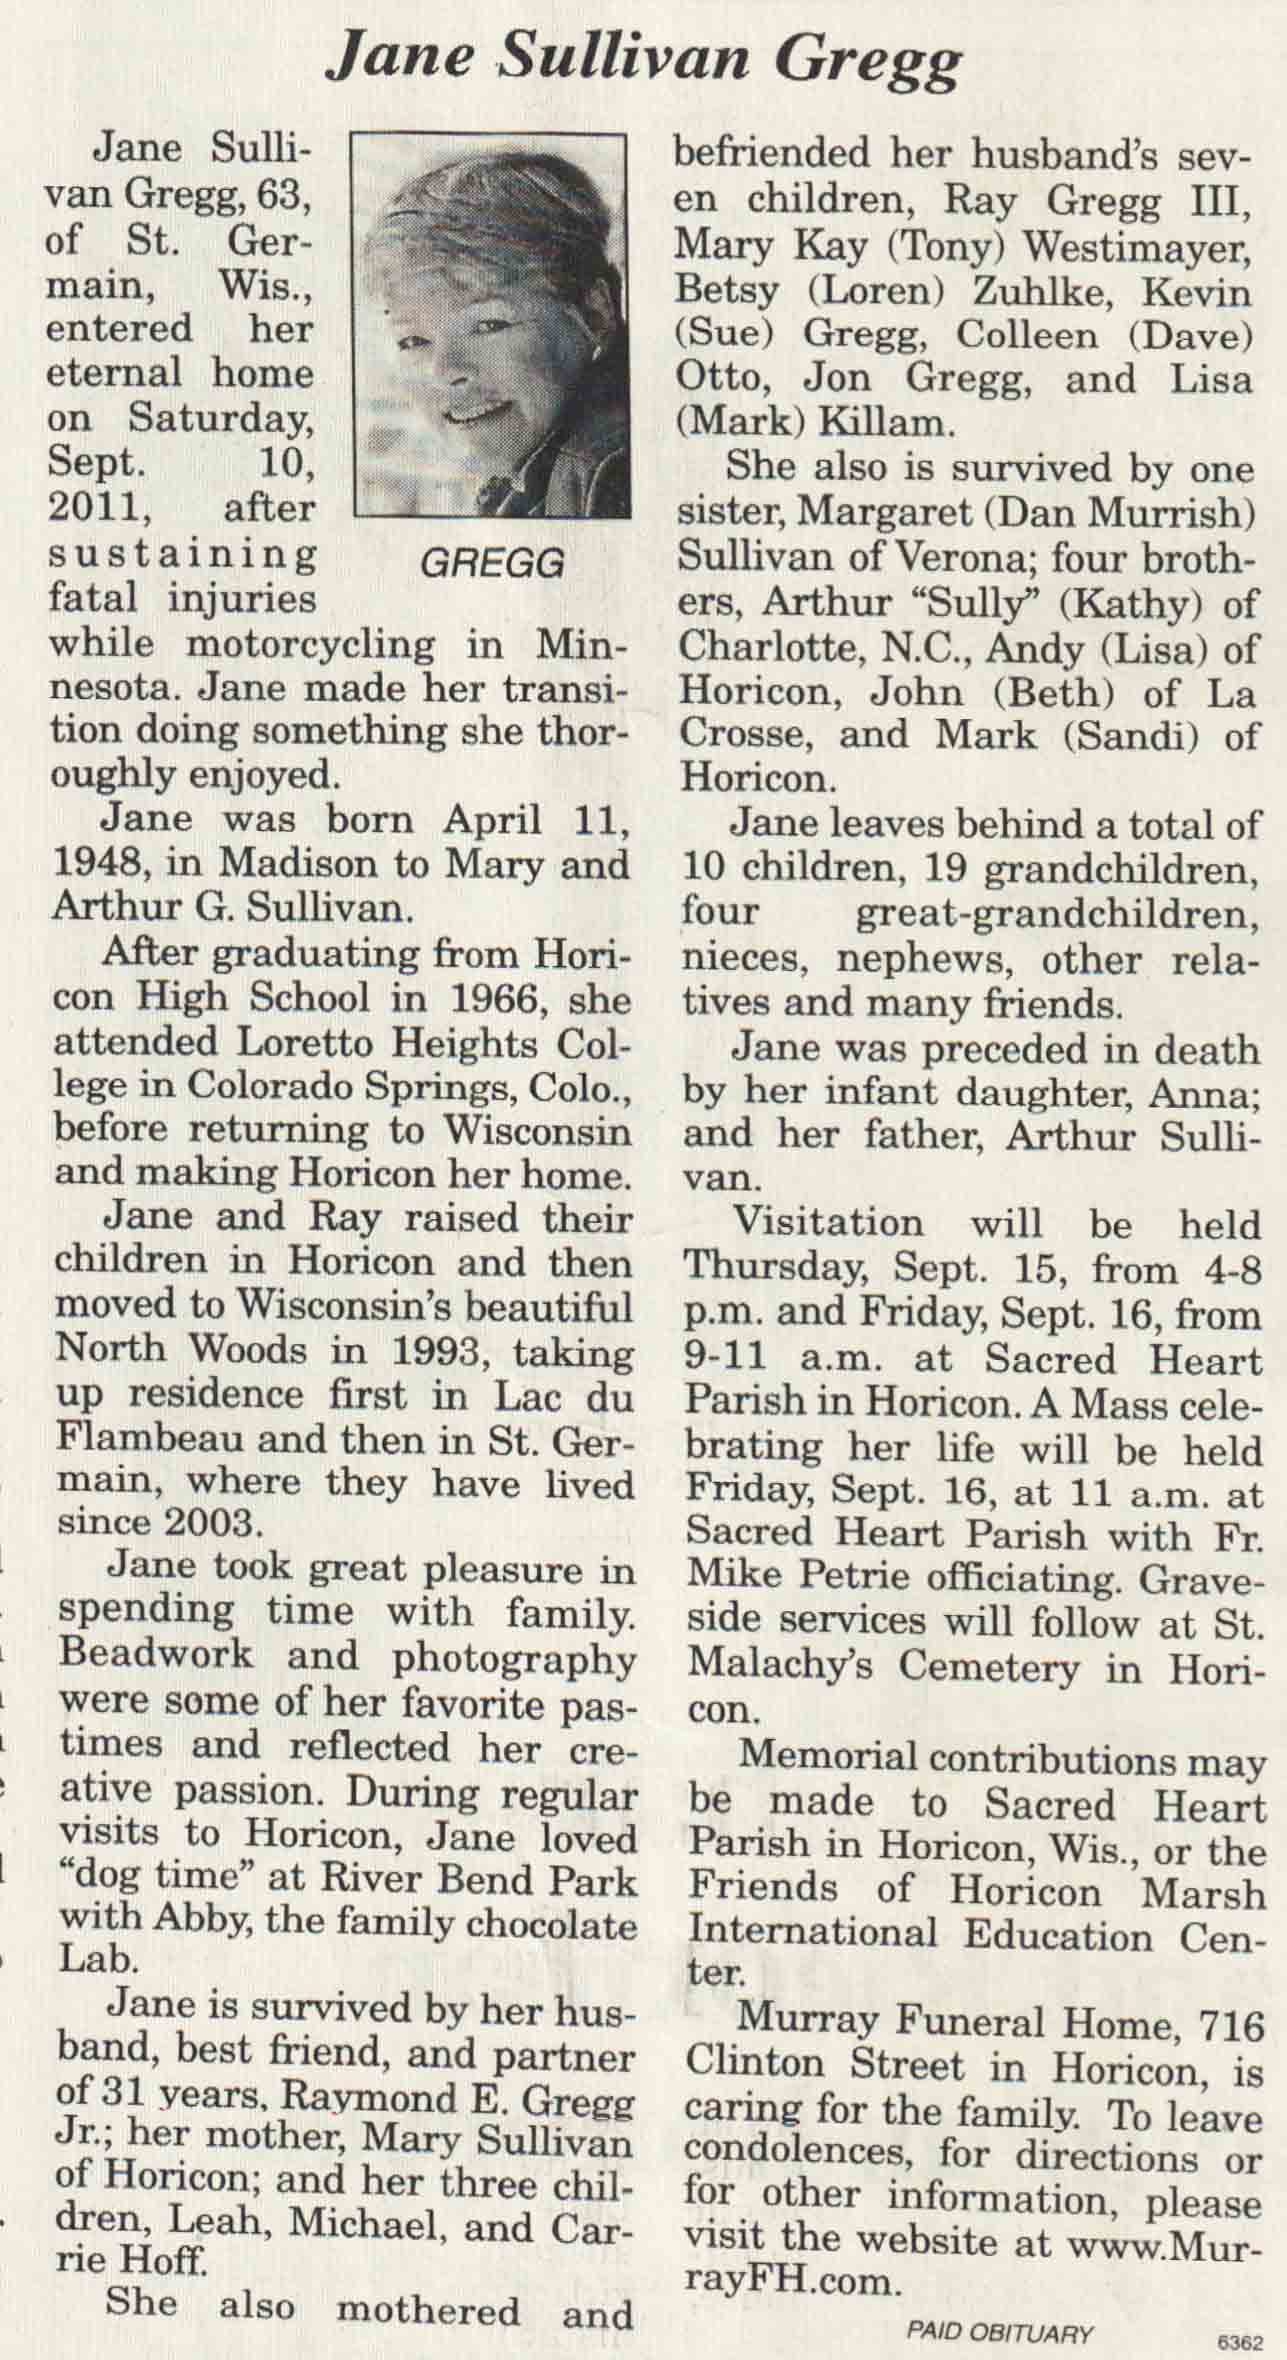 Jane Sullivan Gregg
Jane Sulli-
van Gregg, 63,
of St. Ger-
main, Wis.,
entered her
eternal home
on Saturday,
Sept. 10,
2011, after
sustaining
fatal injuries
while motorcycling in Min-
nesota. Jane made her transi-
tion doing something she thor-
oughly enjoyed.
Jane was born April 11,
1948, in Madison to Mary and
Arthur G. Sullivan.
After graduating from Hori-
con High School in 1966, she
attended Loretto Heights Col-
lege in Colorado Springs, Colo.,
before returning to Wisconsin
and making Horicon her home.
Jane and Ray raised their
children in Horicon and then
moved to Wisconsin's beautiful
North Woods in 1993, taking
up residence first in Lac du
Flambeau and then in St. Ger-
main, where they have lived
since 2003.
Jane took great pleasure in
spending time with family.
Beadwork and photography
were some of her favorite pas-
times and reflected her cre-
ative passion. During regular
visits to Horicon, Jane loved
“dog time” at River Bend Park
with Abby, the family chocolate
Lab.
Jane is survived by her hus-
band, best friend, and partner
of 31 years, Raymond E. Gregg
Jr.; her mother, Mary Sullivan
of Horicon; and her three chil-
dren, Leah, Michael, and Car-
rie Hoff.
She also mothered and
GREGG
befriended her husband's sev-
en children, Ray Gregg III,
Mary Kay (Tony) Westimayer,
Betsy (Loren) Zuhlke, Kevin
(Sue) Gregg, Colleen (Dave)
Otto, Jon Gregg, and Lisa
(Mark) Killam.
She also is survived by one
sister, Margaret (Dan Murrish)
Sullivan of Verona; four broth-
ers, Arthur “Sully” (Kathy) of
Charlotte, N.C., Andy (Lisa) of
Horicon, John (Beth) of La
Crosse, and Mark (Sandi) of
Horicon.
Jane leaves behind a total of
10 children, 19 grandchildren,
four great-grandchildren,
nieces, nephews, other rela-
tives and many friends.
Jane was preceded in death
by her infant daughter, Anna;
and her father, Arthur Sulli-
van.
Visitation will be held
Thursday, Sept. 15, from 4-8
p.m. and Friday, Sept. 16, from
9-11 a.m. at Sacred Heart
Parish in Horicon. A Mass cele-
brating her life will be held
Friday, Sept. 16, at 11 a.m. at
Sacred Heart Parish with Fr.
Mike Petrie officiating. Grave-
side services will follow at St.
Malachy's Cemetery in Hori-
con.
Memorial contributions may
be made to Sacred Heart
Parish in Horicon, Wis., or the
Friends of Horicon Marsh
International Education Cen-
ter.
Murray Funeral Home, 716
Clinton Street in Horicon, is
caring for the family. To leave
condolences, for directions or
for other information, please
visit the website at www.Mur-
rayFH.com.
PAID OBITUARY
6362